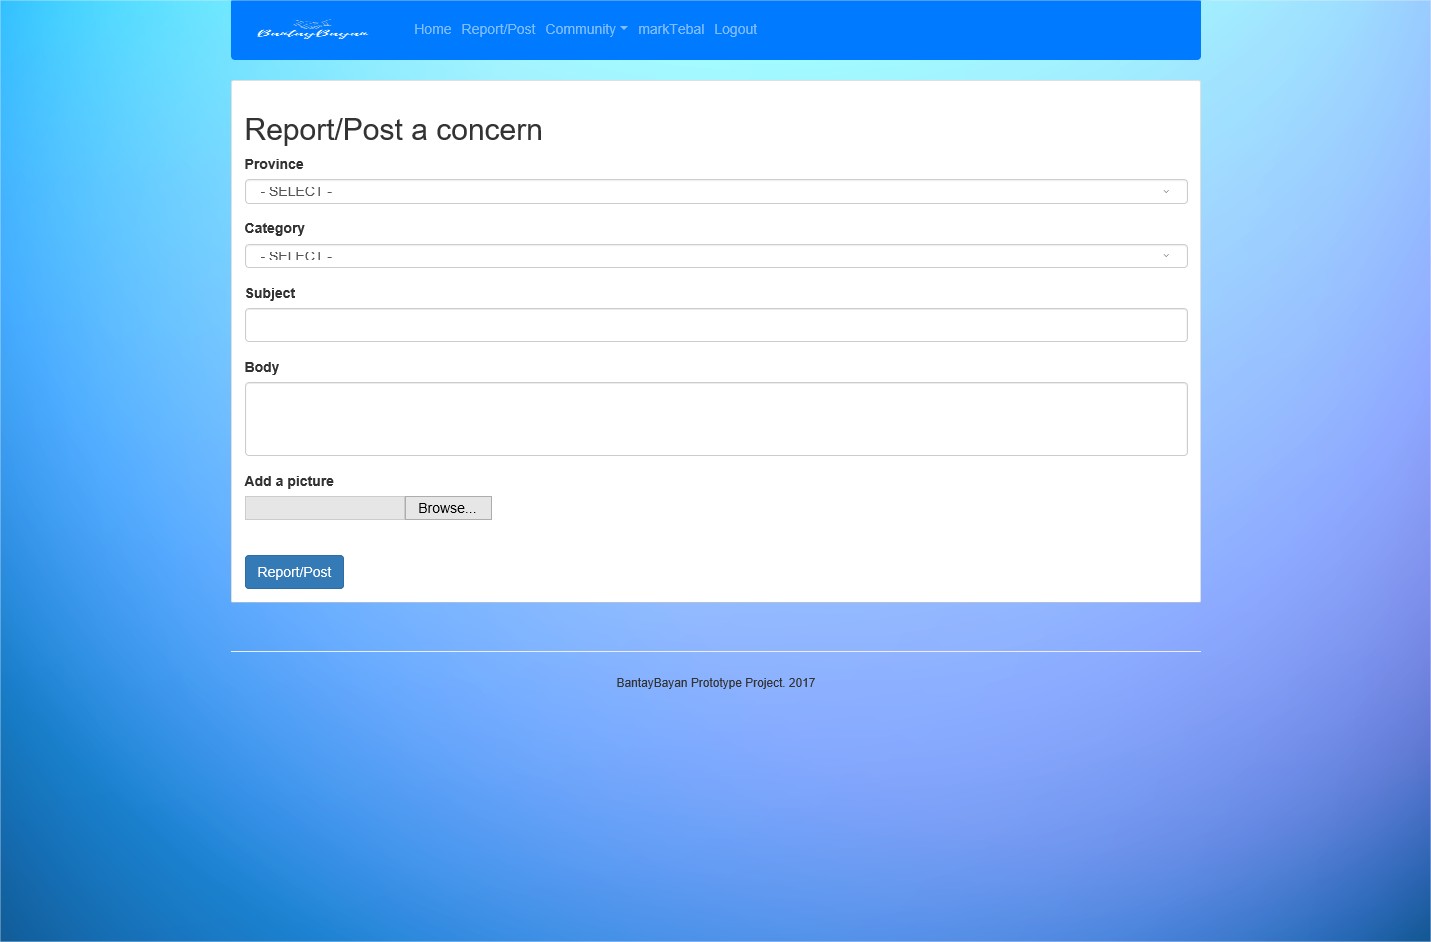 BantayBayan
Home Report/Post Community markTebal Logout
Report/Post a concern
Province
- SELECT -
Category
- SELECT -
Subject
Body
Add a picture
Browse...
Report/Post
BantayBayan Prototype Project. 2017